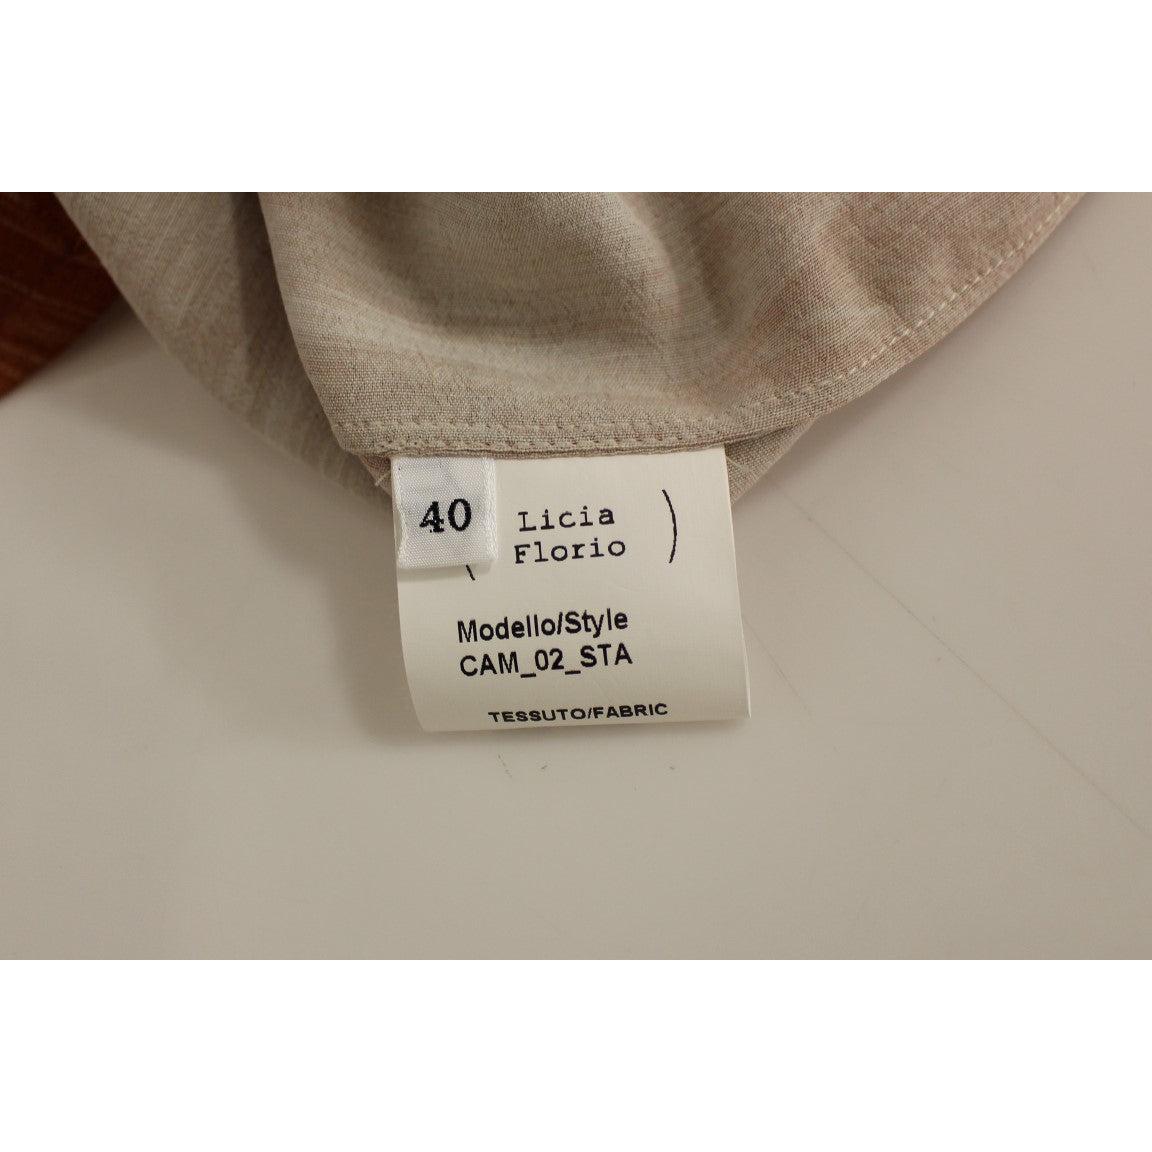 40
( Licia )
Florio
Modello/Style
CAM_02_STA
TESSUTO/FABRIC